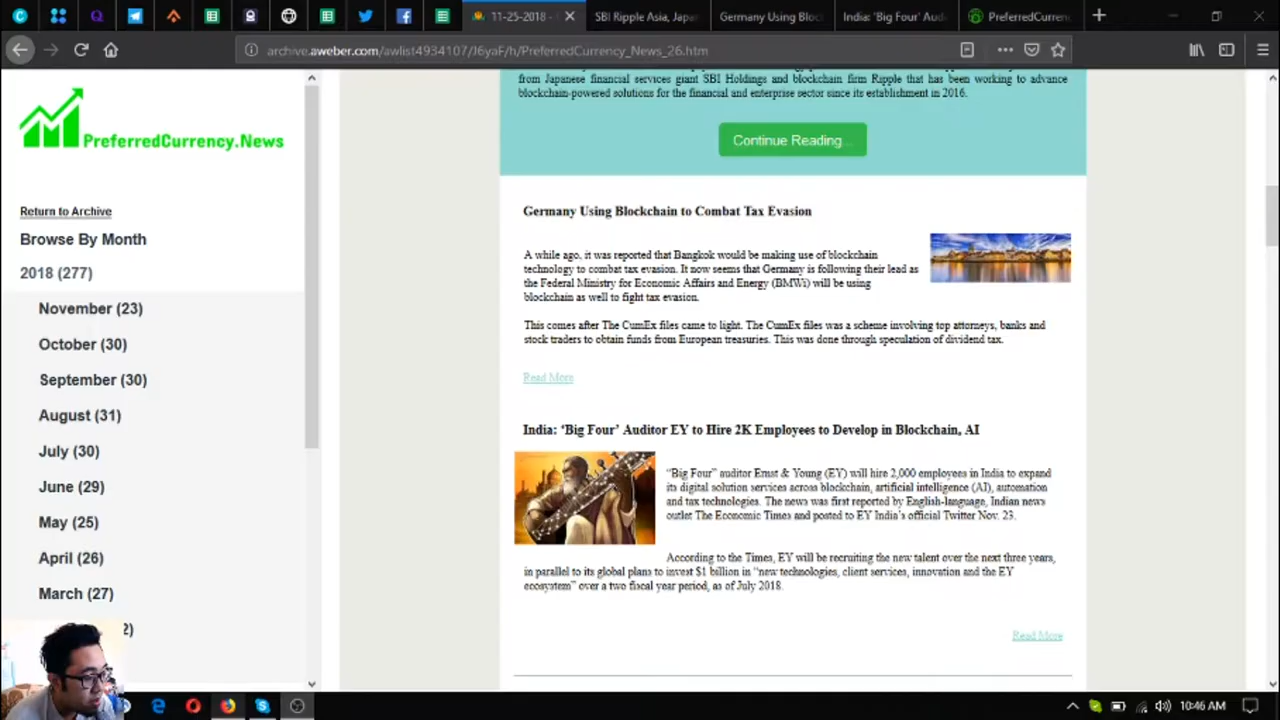 11-25-2018 -
SBI Ripple Asia, Japa
German Using Bloc
India: 'Big Four' Aud
PreferredCurren
archive.aweber.com/awlist4934107/J6yaF/h/PreferredCurrency_News_26.htm
PreferredCurrency.News
Return to Archive
Browse By Month
2018 (277)
November (23)
October (30)
September (30)
August (31)
July (30)
June (29)
May (25)
April (26)
March (27)
2)
from Japanese financial services giant SBI Holdings and blockchain firm Ripple that has been working to advance
blockchain-powered solutions for the financial and enterprise sector since its establishment in 2016.
Continue Reading...
Germany Using Blockchain to Combat Tax Evasion
A while ago, it was reported that Bangkok would be making use of blockchain
technology to combat tax evasion. It now seems that Germany is following their lead as
the Federal Ministry for Economic Affairs and Energy (BMWi) will be using
blockchain as well to fight tax evasion.
This comes after The CumEx files came to light. The CumEx files was a scheme involving top attorneys, banks and
stock traders to obtain funds from European treasuries. This was done through speculation of dividend tax.
Read More
India: ‘Big Four’ Auditor EY to Hire 2K Employees to Develop in Blockchain, AI
“Big Four” auditor Ernst & Young (EY) will hire 2,000 employees in India to expand
its digital solution services across blockchain, artificial intelligence (AI), automation
and tax technologies. The news was first reported by English-language, Indian news
outlet The Economic Times and posted to EY India’s official Twitter Nov. 23.
According to the Times, EY will be recruiting the new talent over the next three years,
in parallel to its global plans to invest $1 billion in “new technologies, client services, innovation and the EY
ecosystem” over a two fiscal year period, as of July 2018.
Read More
10:46 AM